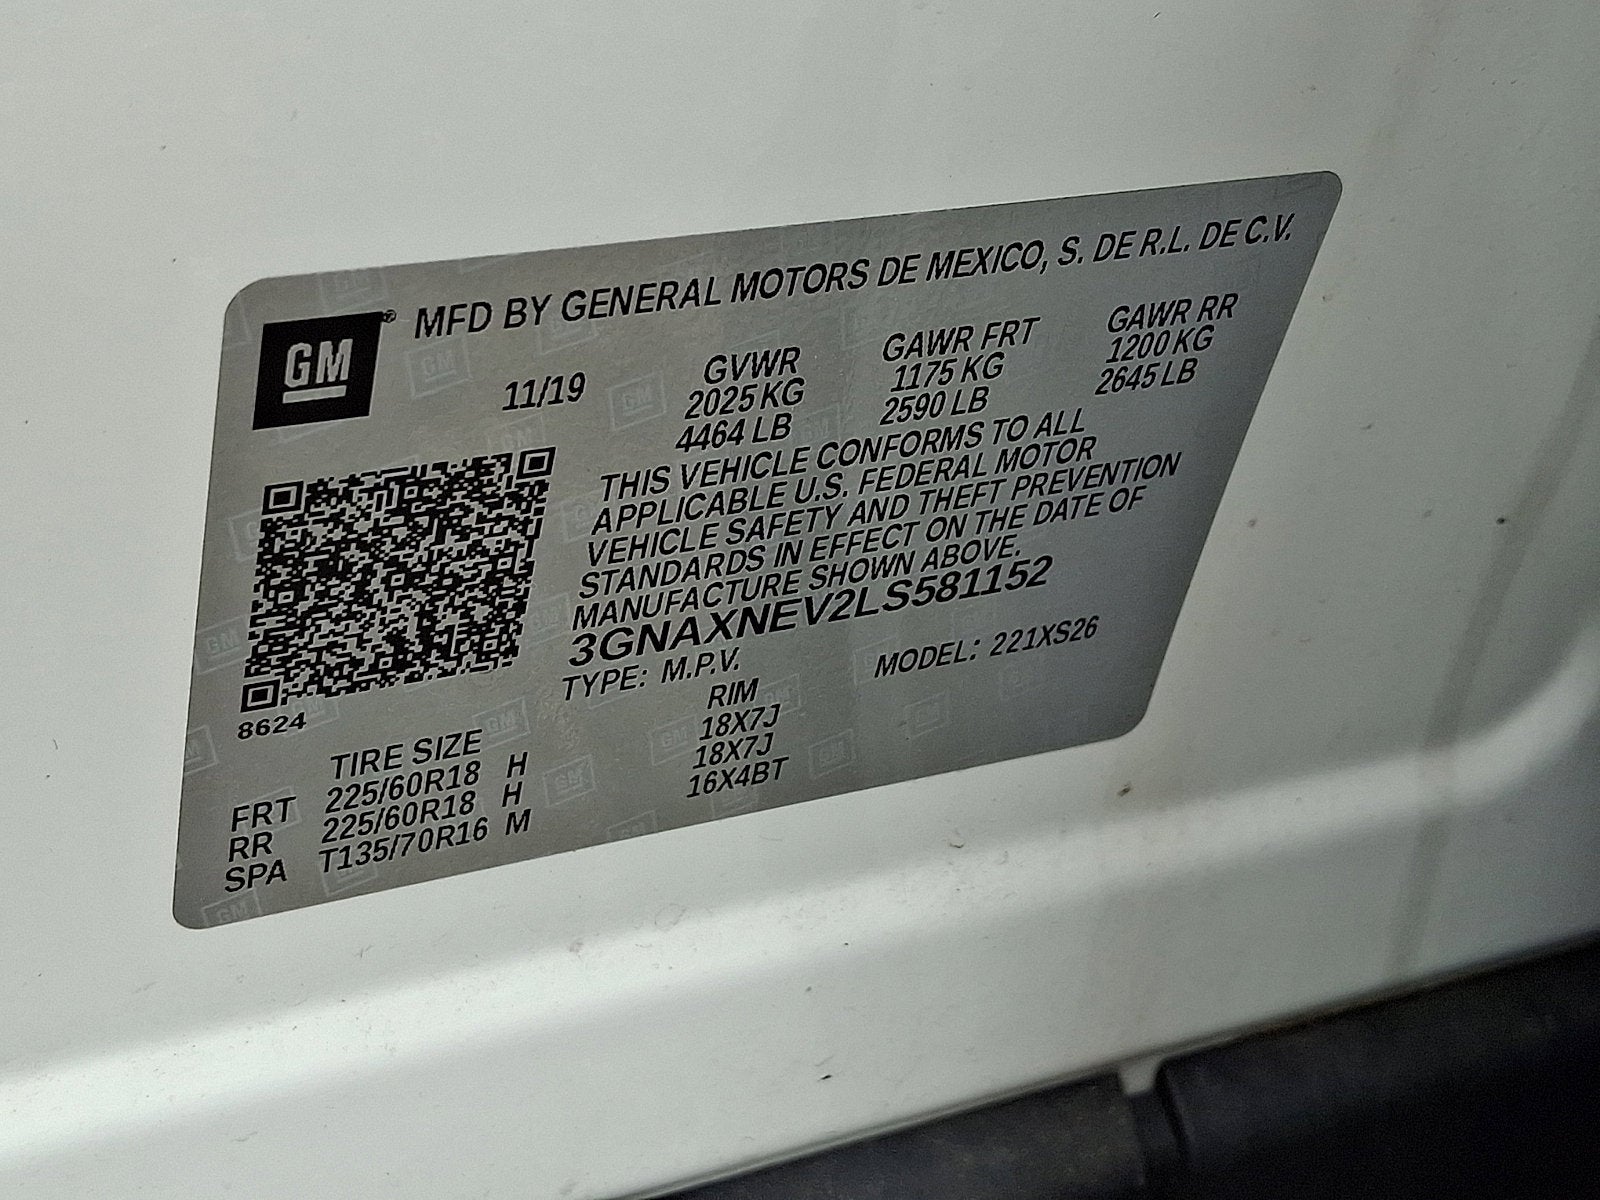 GM® MFD BY GENERAL MOTORS DE MEXICO, S. DE R.L. DE C.V.
11/19
GVWR GAWR FRT GAWR RR
2025 KG 1175 KG 1200 KG
4464 LB 2590 LB 2645 LB
THIS VEHICLE CONFORMS TO ALL
APPLICABLE U.S. FEDERAL MOTOR
VEHICLE SAFETY AND THEFT PREVENTION
STANDARDS IN EFFECT ON THE DATE OF
MANUFACTURE SHOWN ABOVE.
3GNAXNEV2LS581152
TYPE: M.P.V. MODEL: 221XS26
8624
TIRE SIZE RIM
FRT 225/60R18 H 18X7J
RR 225/60R18 H 18X7J
SPA T135/70R16 M 16X4BT